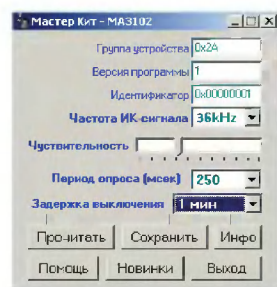 Мастер Кит - MA3102
Группа устройства 0x2A
Версия программы 1
Идентификатор 0x00000001
Частота ИК-сигнала 36kHz
Чуствительность
Период опроса (мсек) 250
Задержка выключения 1 мин
Прочитать Сохранить Инфо
Помощь Новинки Выход